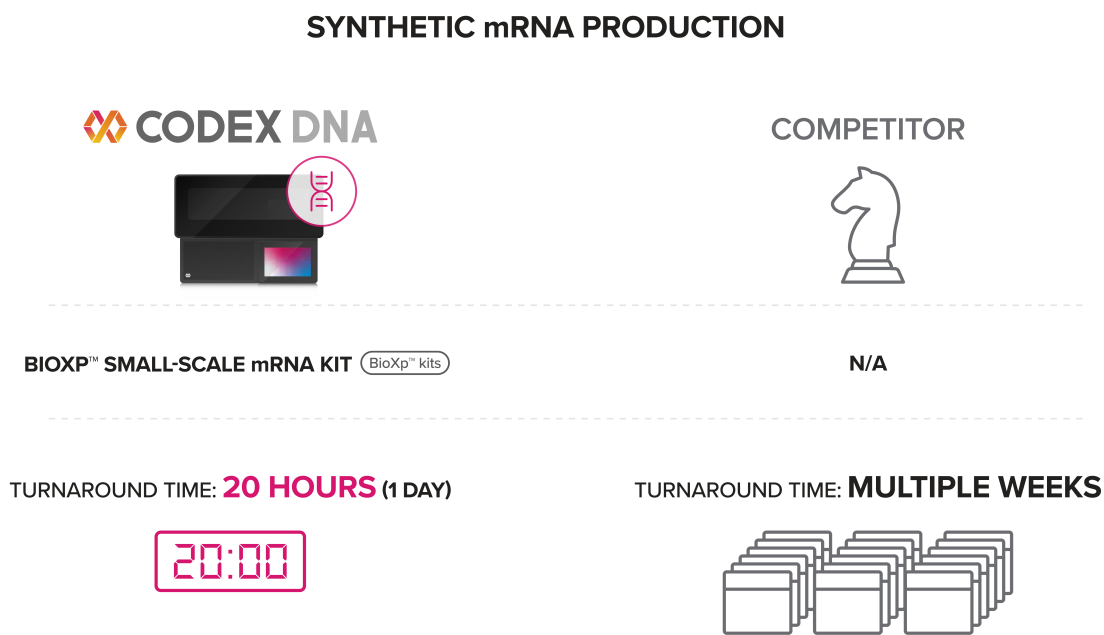 SYNTHETIC mRNA PRODUCTION
CODEX DNA
COMPETITOR
BIOXP™ SMALL-SCALE mRNA KIT BioXp™ kits
N/A
TURNAROUND TIME: 20 HOURS (1 DAY)
TURNAROUND TIME: MULTIPLE WEEKS
20:00